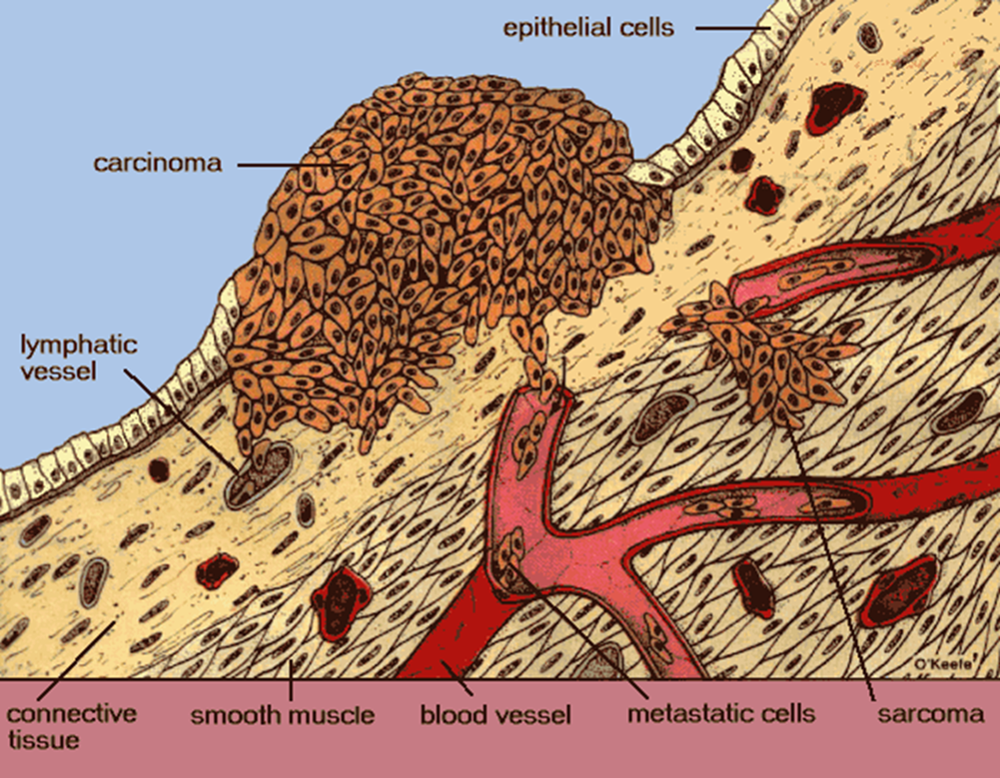 epithelial cells
carcinoma
lymphatic
vessel
O'Keefe
connective
tissue
smooth muscle
blood vessel
metastatic cells
sarcoma